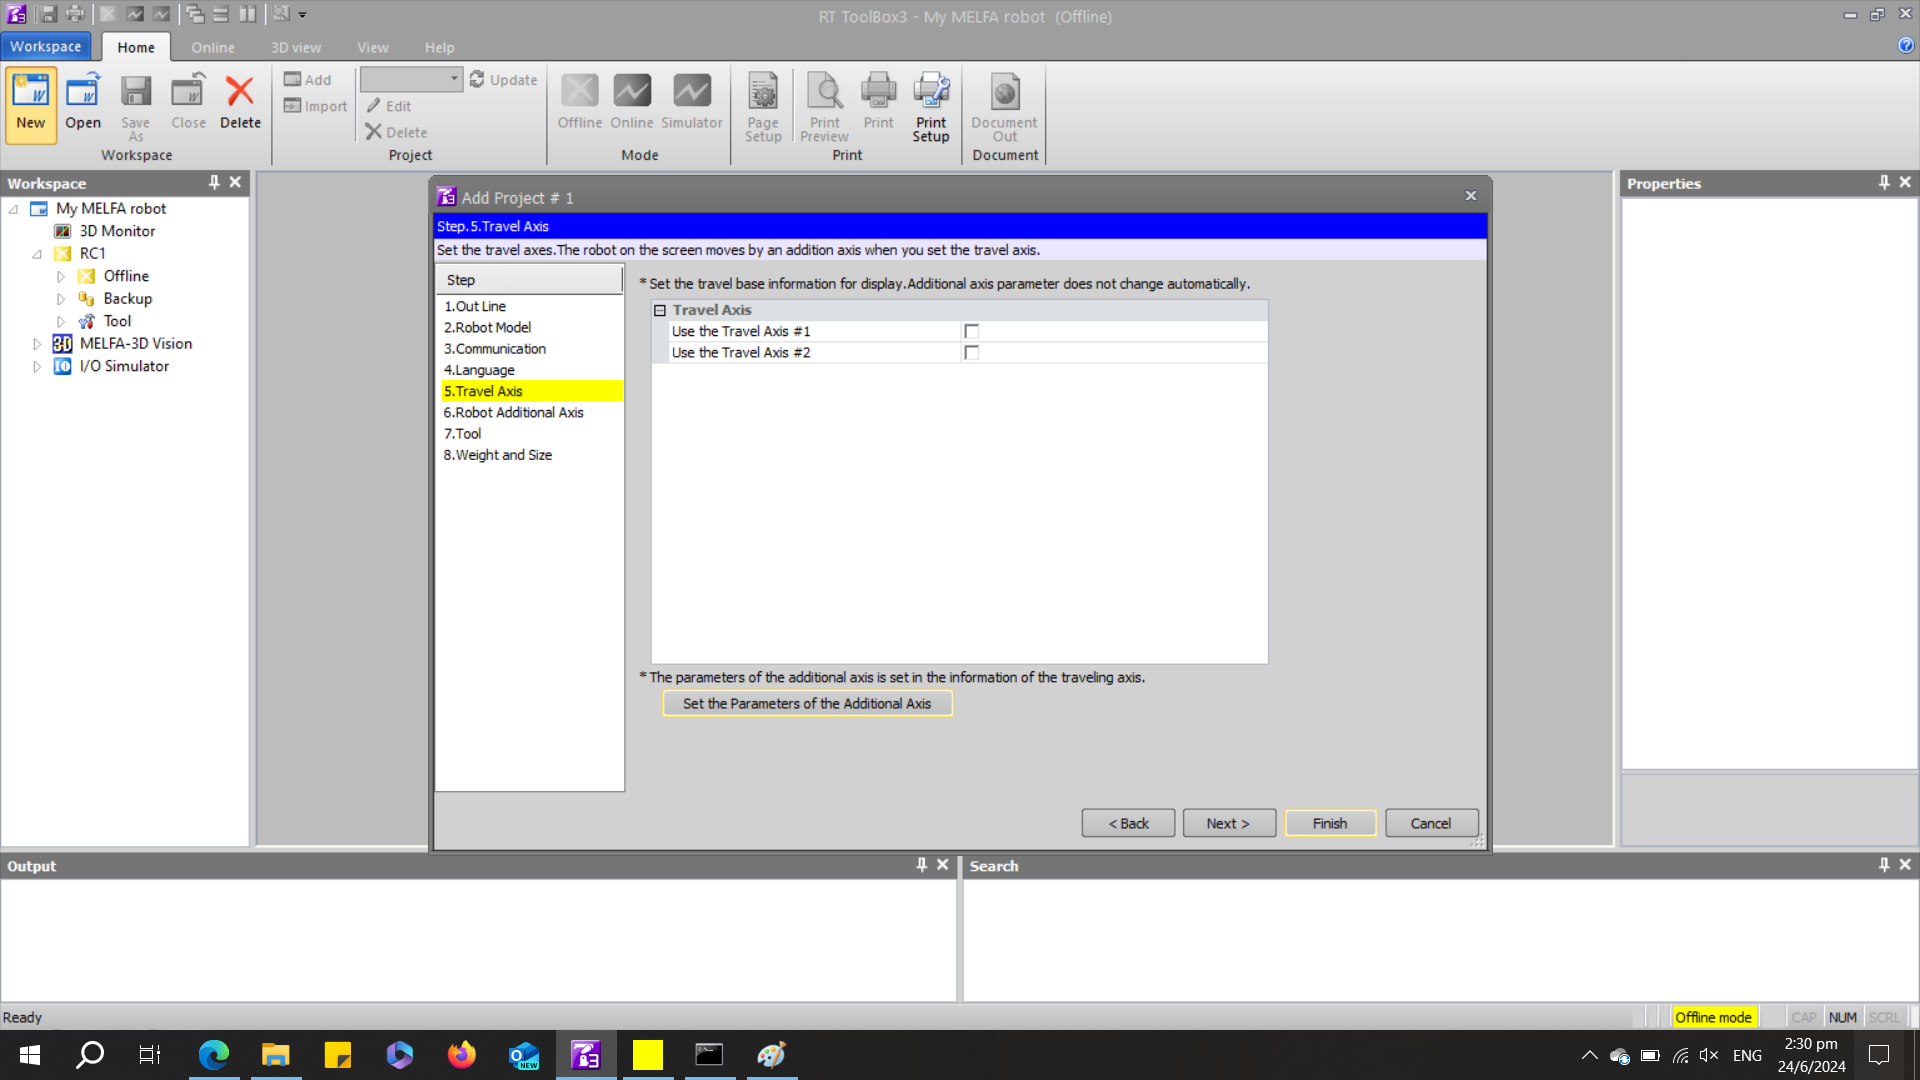 RT ToolBox3 - My MELFA robot (Offline)
Workspace
Home
Online
3D view
View
Help
New
Open
Save As
Close
Delete
Workspace
Add
Import
Update
Edit
Delete
Project
Offline
Online
Simulator
Mode
Page Setup
Print Preview
Print
Print Setup
Print
Document Out
Document
Workspace
My MELFA robot
3D Monitor
RC1
Offline
Backup
Tool
MELFA-3D Vision
I/O Simulator
Add Project # 1
Step.5.Travel Axis
Set the travel axes.The robot on the screen moves by an addition axis when you set the travel axis.
Step
1.Out Line
2.Robot Model
3.Communication
4.Language
5.Travel Axis
6.Robot Additional Axis
7.Tool
8.Weight and Size
* Set the travel base information for display.Additional axis parameter does not change automatically.
Travel Axis
Use the Travel Axis #1
Use the Travel Axis #2
* The parameters of the additional axis is set in the information of the traveling axis.
Set the Parameters of the Additional Axis
< Back
Next >
Finish
Cancel
Properties
Output
Search
Ready
Offline mode
CAP
NUM
SCRL
NEW
ENG
2:30 pm
24/6/2024